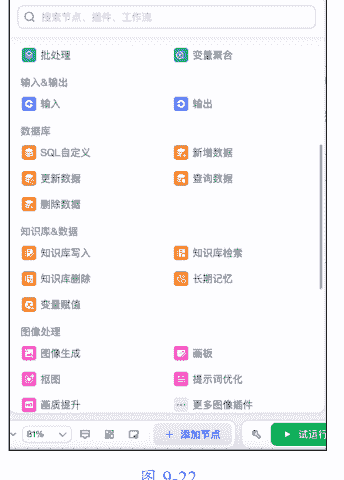 搜索节点、插件、工作流
批处理 变量聚合
输入&输出
输入 输出
数据库
SQL自定义 新增数据
更新数据 查询数据
删除数据
知识库&数据
知识库写入 知识库检索
知识库删除 长期记忆
变量赋值
图像处理
图像生成 画板
抠图 提示词优化
画质提升 更多图像插件
81% + 添加节点 试运行
图 9-22